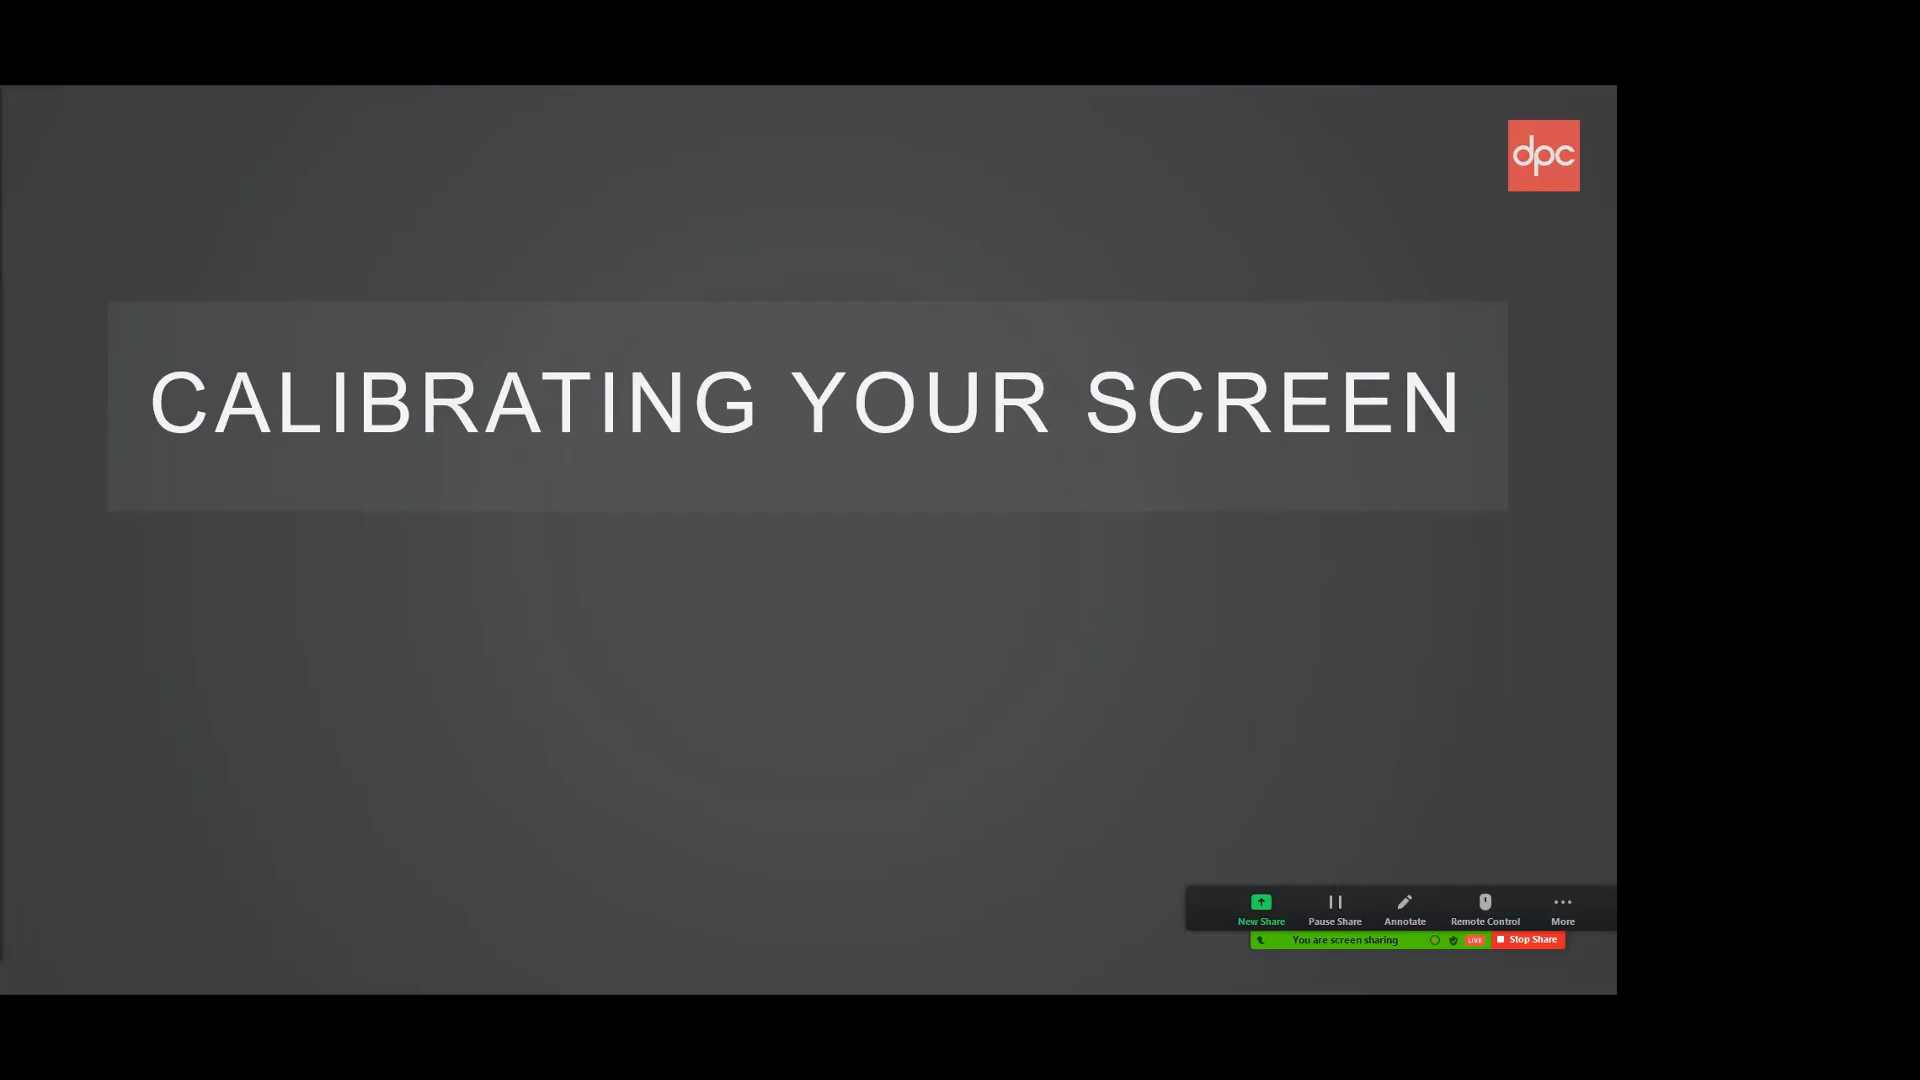 dpc
CALIBRATING YOUR SCREEN
New Share Pause Share Annotate Remote Control More
You are screen sharing LIVE Stop Share